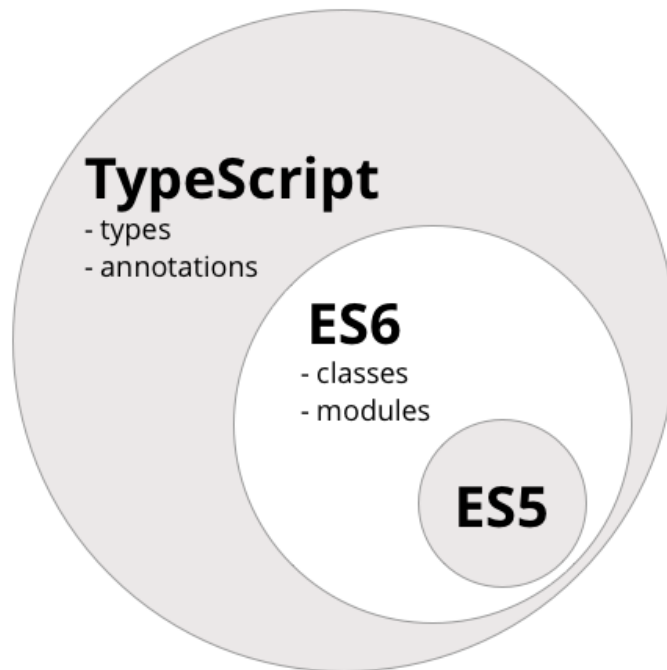 TypeScript
- types
- annotations
ES6
- classes
- modules
ES5